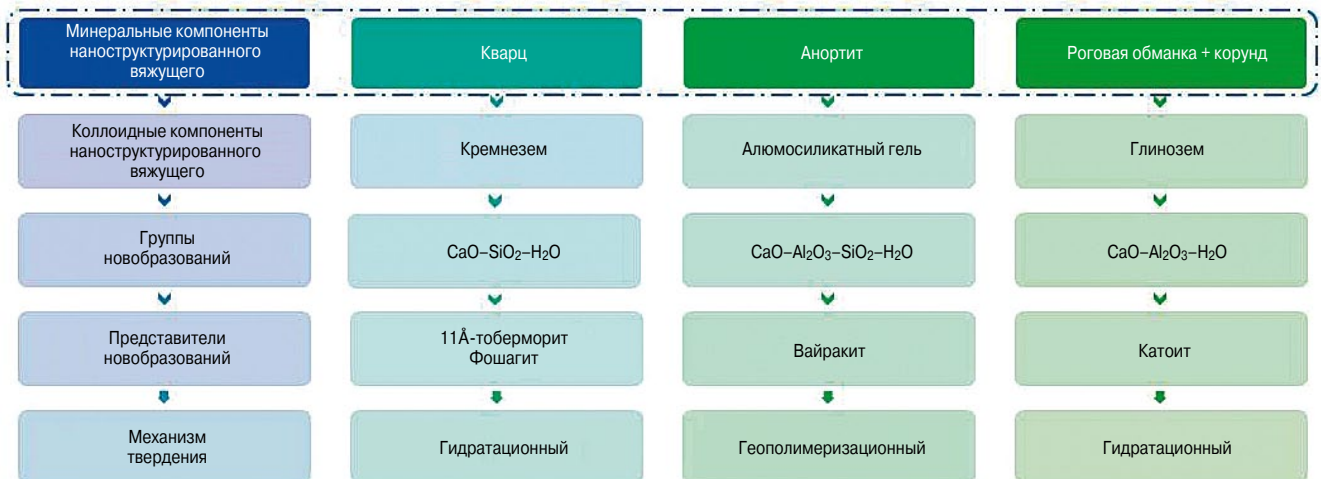 Минеральные компоненты
наноструктурированного
вяжущего
Кварц
Анортит
Роговая обманка + корунд
Коллоидные компоненты
наноструктурированного
вяжущего
Кремнезем
Алюмосиликатный гель
Глинозем
Группы
новобразований
CaO–SiO₂–H₂O
CaO–Al₂O₃–SiO₂–H₂O
CaO–Al₂O₃–H₂O
Представители
новобразований
11Å-тоберморит
Фошагит
Вайракит
Катоит
Механизм
твердения
Гидратационный
Геополимеризационный
Гидратационный